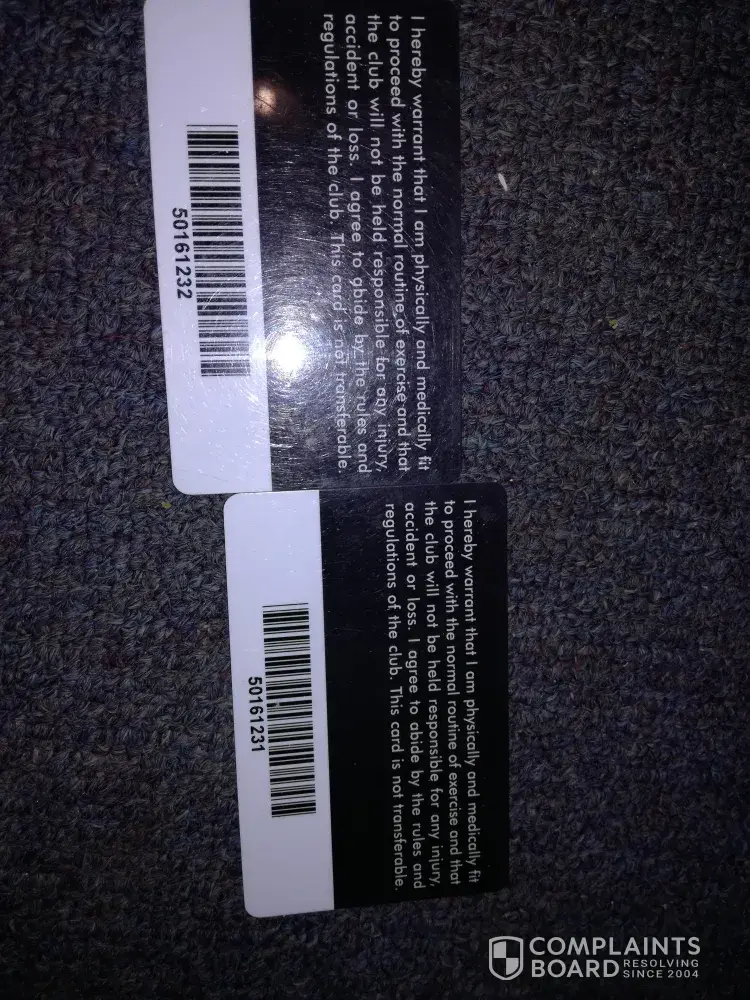 I hereby warrant that I am physically and medically fit
to proceed with the normal routine of exercise and that
the club will not be held responsible for any injury,
accident or loss. I agree to abide by the rules and
regulations of the club. This card is not transferable.
50161232
I hereby warrant that I am physically and medically fit
to proceed with the normal routine of exercise and that
the club will not be held responsible for any injury,
accident or loss. I agree to abide by the rules and
regulations of the club. This card is not transferable.
50161231
COMPLAINTS
BOARD RESOLVING SINCE 2004